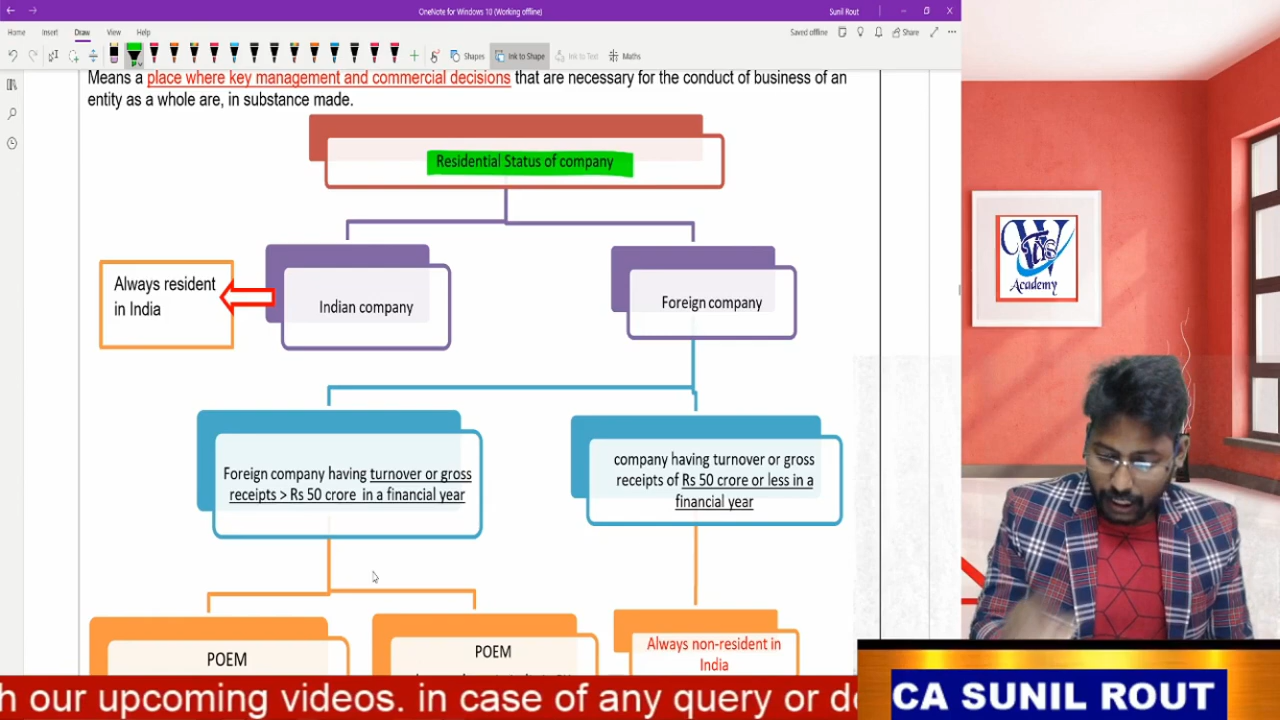 OneNote for Windows 10 (Working offline)
Sunil Rout
Home Insert Draw View Help
Saved offline
Share
Shapes
Ink to Shape
Ink to Text
Maths
Means a place where key management and commercial decisions that are necessary for the conduct of business of an
entity as a whole are, in substance made.
Residential Status of company
Always resident
in India
Indian company
Foreign company
Foreign company having turnover or gross
receipts > Rs 50 crore in a financial year
company having turnover or gross
receipts of Rs 50 crore or less in a
financial year
POEM
POEM
Always non-resident in
India
Academy
h our upcoming videos. in case of any query or do
CA SUNIL ROUT